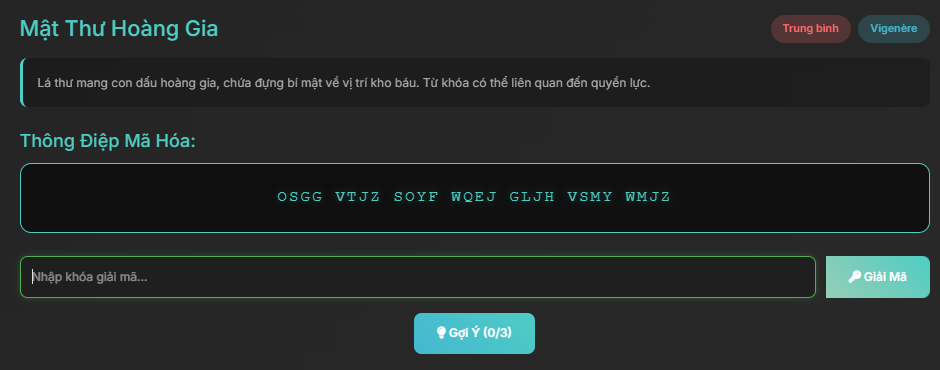 Mật Thư Hoàng Gia
Trung bình
Vigenère
Lá thư mang con dấu hoàng gia, chứa đựng bí mật về vị trí kho báu. Từ khóa có thể liên quan đến quyền lực.
Thông Điệp Mã Hóa:
OSGG VTJZ SOYF WQEJ GLJH VSMY WMJZ
Nhập khóa giải mã...
Giải Mã
Gợi Ý (0/3)